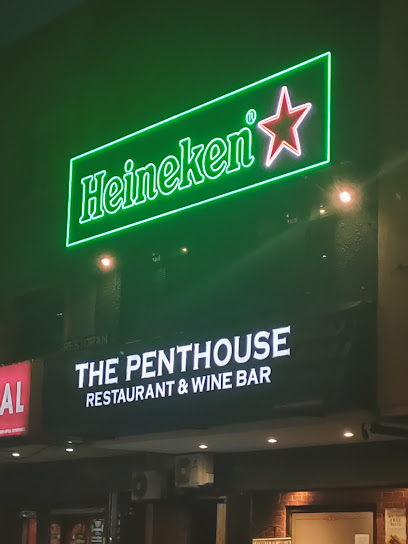 Heineken®
THE PENTHOUSE
RESTAURANT & WINE BAR
AL